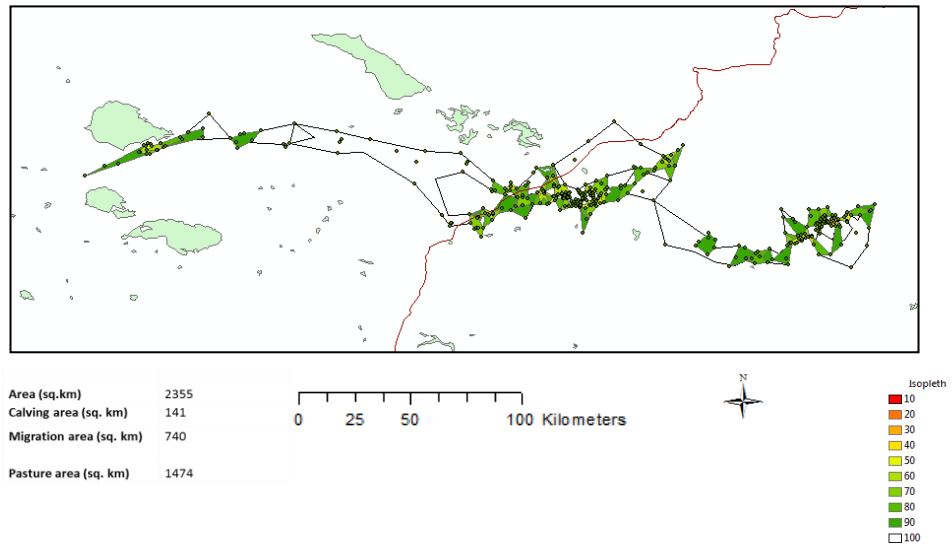 Area (sq.km) 2355
Calving area (sq. km) 141
Migration area (sq. km) 740
Pasture area (sq. km) 1474
0 25 50 100 Kilometers
N
Isopleth
10
20
30
40
50
60
70
80
90
100